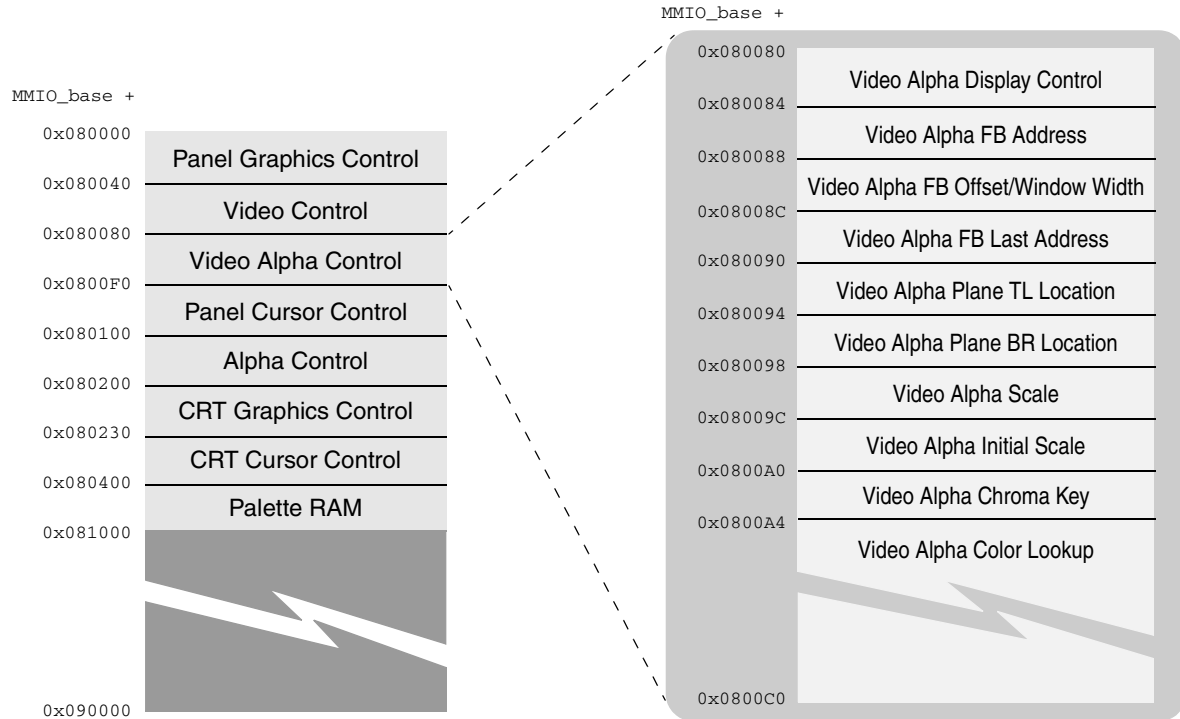 MMIO_base +
0x080000
Panel Graphics Control
0x080040
Video Control
0x080080
Video Alpha Control
0x0800F0
Panel Cursor Control
0x080100
Alpha Control
0x080200
CRT Graphics Control
0x080230
CRT Cursor Control
0x080400
Palette RAM
0x081000
0x090000
MMIO_base +
0x080080
Video Alpha Display Control
0x080084
Video Alpha FB Address
0x080088
Video Alpha FB Offset/Window Width
0x08008C
Video Alpha FB Last Address
0x080090
Video Alpha Plane TL Location
0x080094
Video Alpha Plane BR Location
0x080098
Video Alpha Scale
0x08009C
Video Alpha Initial Scale
0x0800A0
Video Alpha Chroma Key
0x0800A4
Video Alpha Color Lookup
0x0800C0